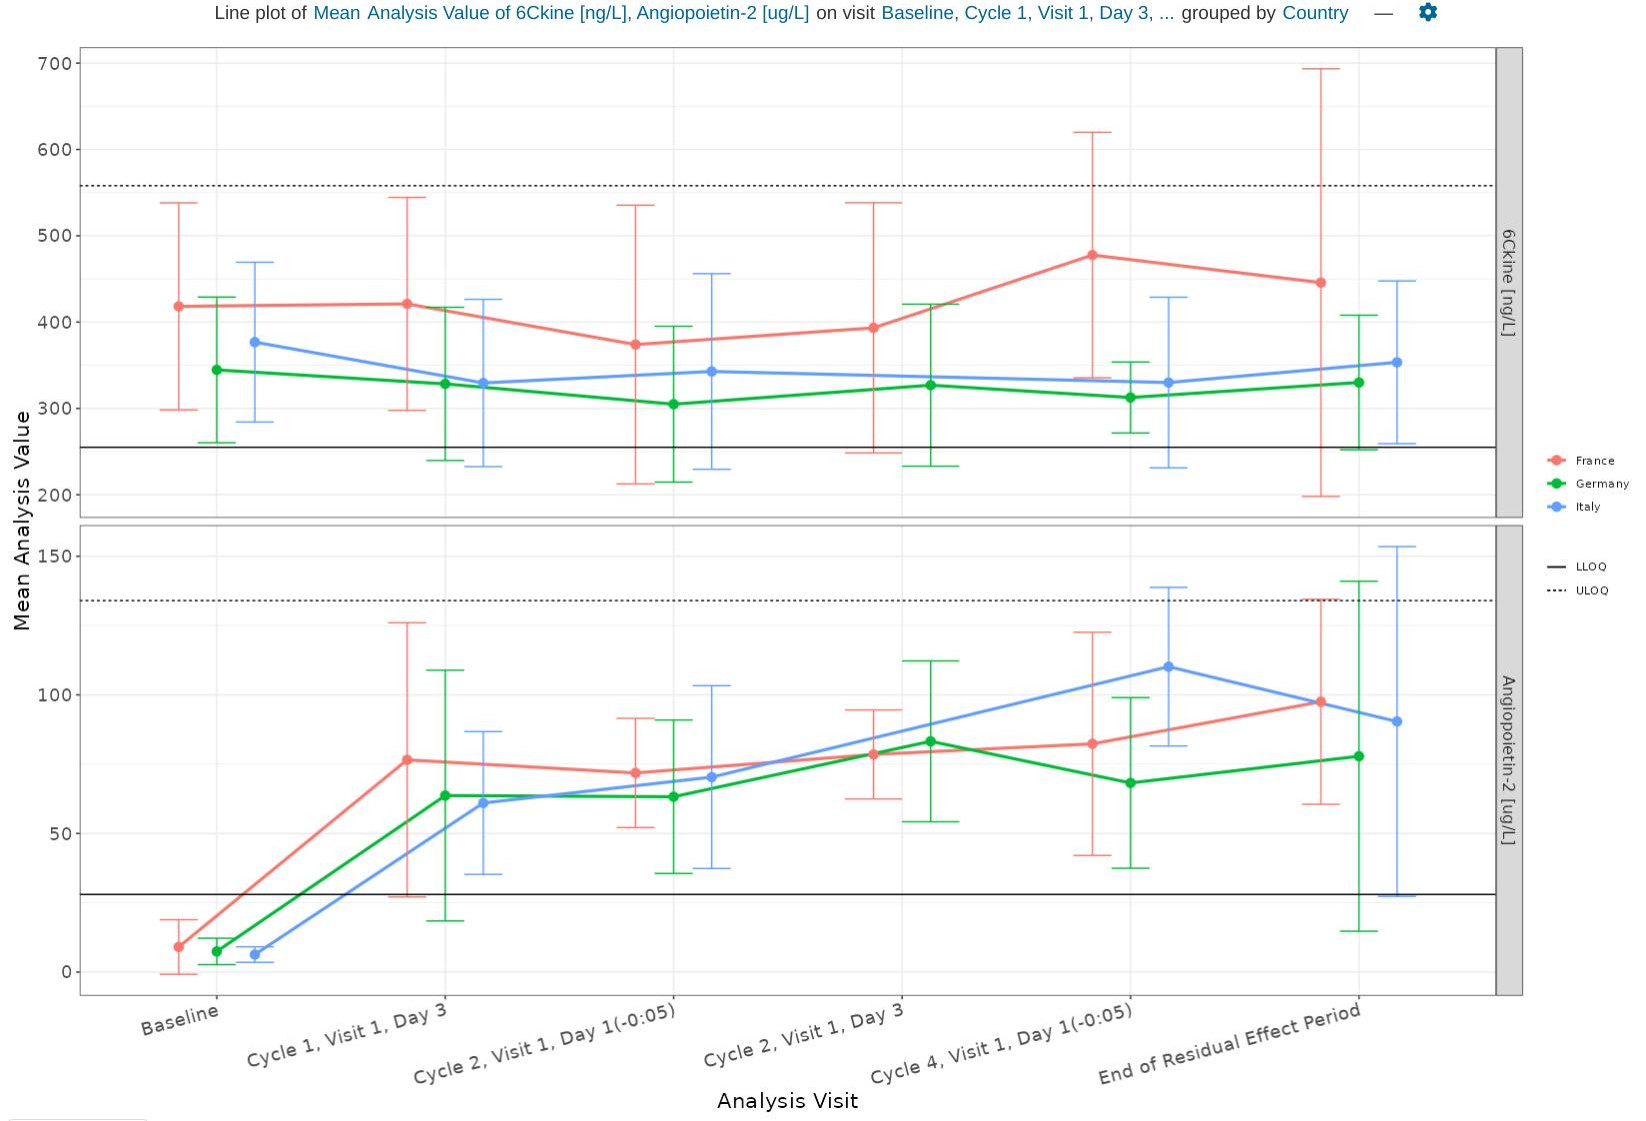 Line plot of Mean Analysis Value of 6Ckine [ng/L], Angiopoietin-2 [ug/L] on visit Baseline, Cycle 1, Visit 1, Day 3, ... grouped by Country —
700
600
500
400
300
200
6Ckine [ng/L]
150
100
50
0
Angiopoietin-2 [ug/L]
Mean Analysis Value
Baseline
Cycle 1, Visit 1, Day 3
Cycle 2, Visit 1, Day 1(-0:05)
Cycle 2, Visit 1, Day 3
Cycle 4, Visit 1, Day 1(-0:05)
End of Residual Effect Period
Analysis Visit
France
Germany
Italy
LLOQ
ULOQ